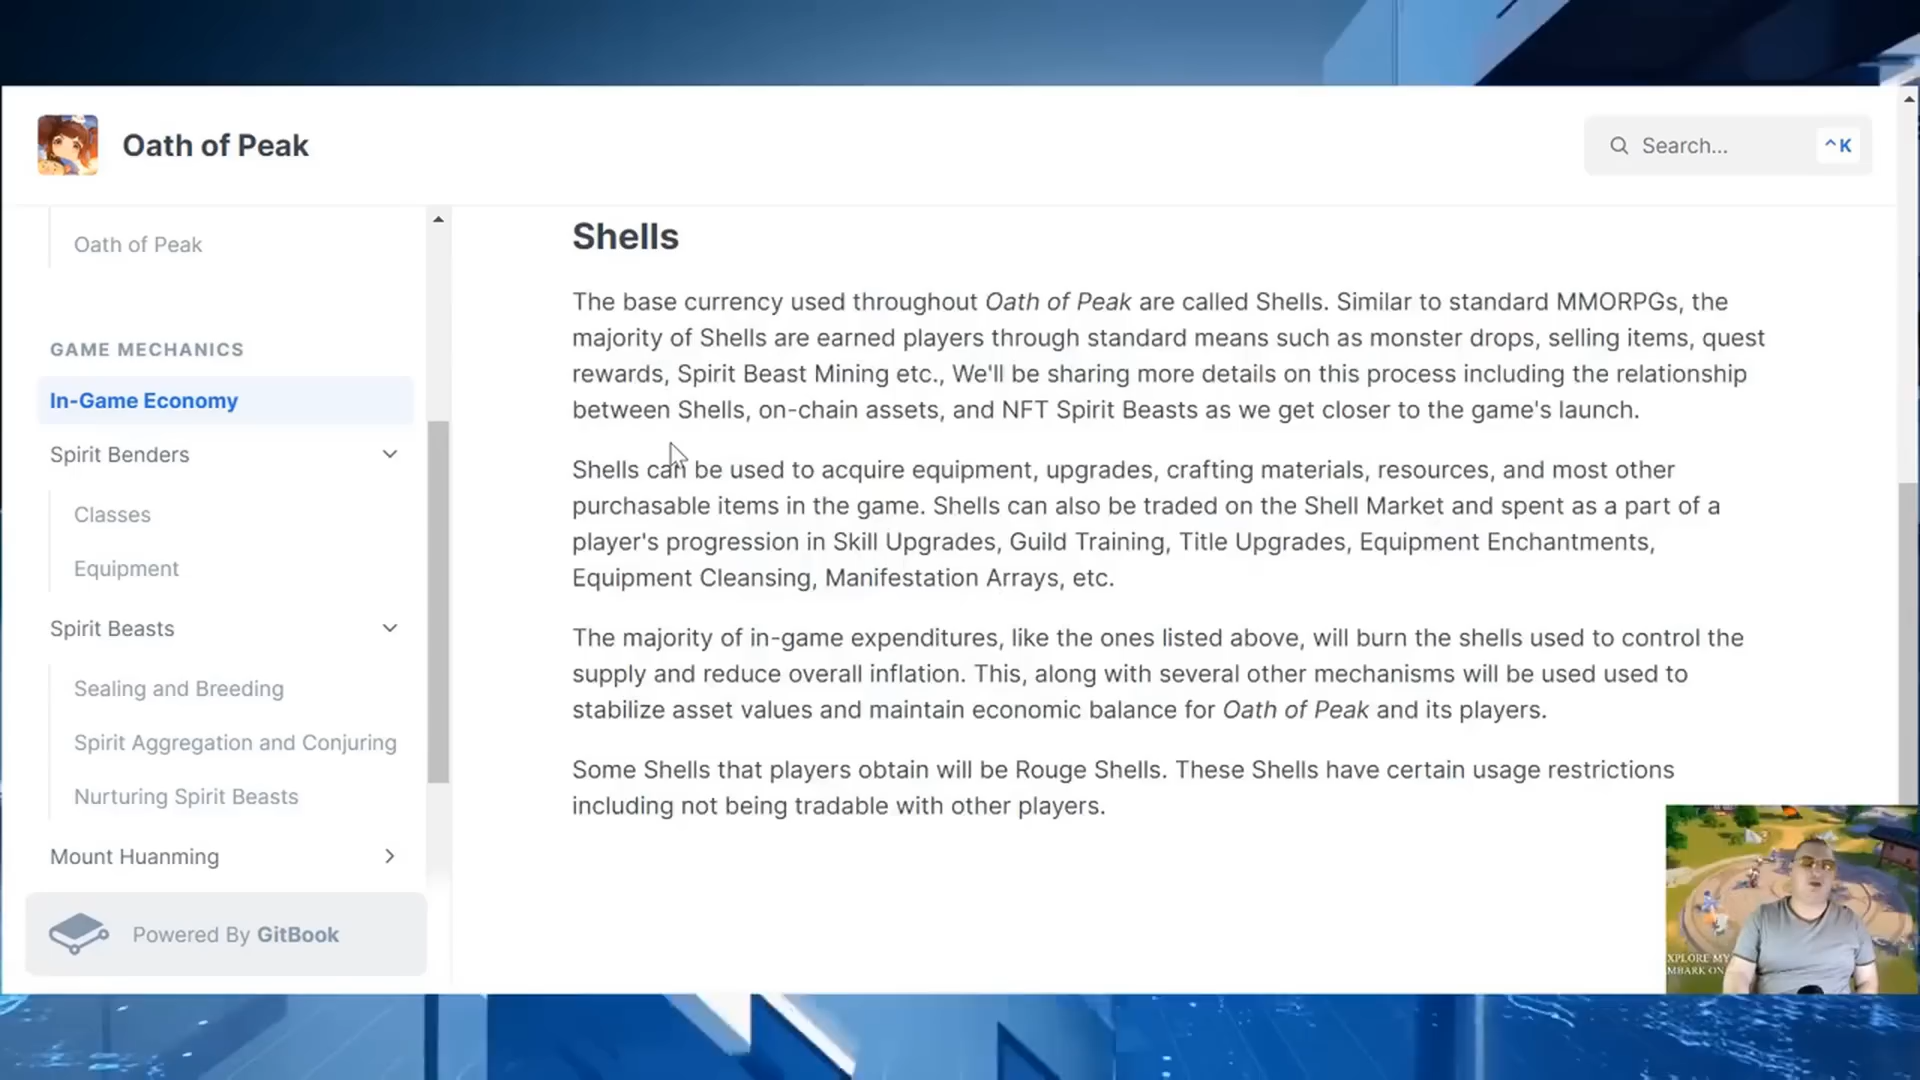 Oath of Peak
Search...
^K
Oath of Peak
GAME MECHANICS
In-Game Economy
Spirit Benders
Classes
Equipment
Spirit Beasts
Sealing and Breeding
Spirit Aggregation and Conjuring
Nurturing Spirit Beasts
Mount Huanming
Powered By GitBook
Shells
The base currency used throughout Oath of Peak are called Shells. Similar to standard MMORPGs, the
majority of Shells are earned players through standard means such as monster drops, selling items, quest
rewards, Spirit Beast Mining etc., We'll be sharing more details on this process including the relationship
between Shells, on-chain assets, and NFT Spirit Beasts as we get closer to the game's launch.
Shells can be used to acquire equipment, upgrades, crafting materials, resources, and most other
purchasable items in the game. Shells can also be traded on the Shell Market and spent as a part of a
player's progression in Skill Upgrades, Guild Training, Title Upgrades, Equipment Enchantments,
Equipment Cleansing, Manifestation Arrays, etc.
The majority of in-game expenditures, like the ones listed above, will burn the shells used to control the
supply and reduce overall inflation. This, along with several other mechanisms will be used used to
stabilize asset values and maintain economic balance for Oath of Peak and its players.
Some Shells that players obtain will be Rouge Shells. These Shells have certain usage restrictions
including not being tradable with other players.
XPLORE MY
MBARK ON